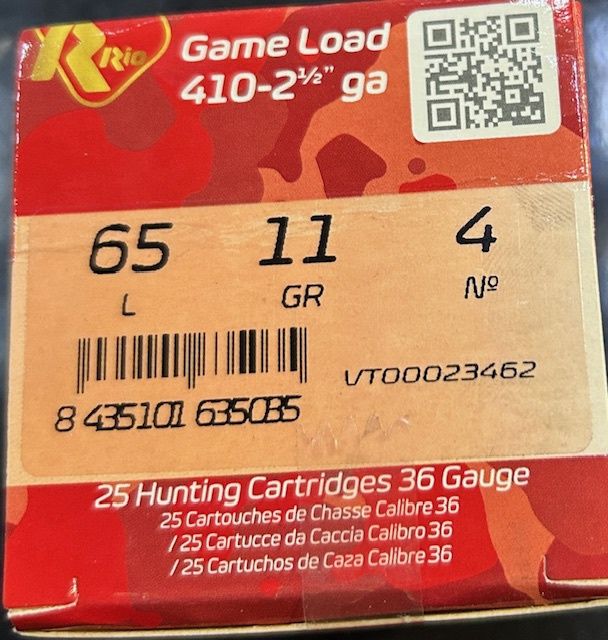 R Rio
Game Load
410-2½" ga
65 11 4
L GR Nº
8 435101 635035
VT00023462
25 Hunting Cartridges 36 Gauge
25 Cartouches de Chasse Calibre 36
/ 25 Cartucce da Caccia Calibro 36
/ 25 Cartuchos de Caza Calibre 36